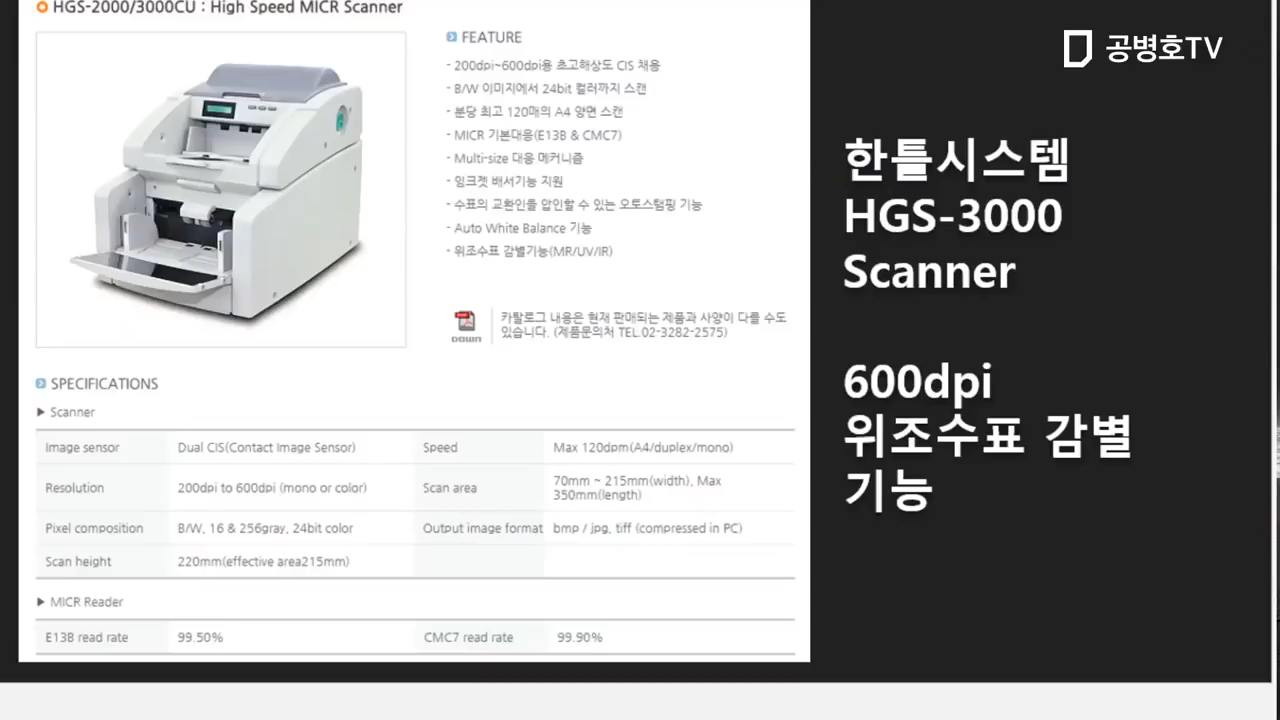 HGS-2000/3000CU : High Speed MICR Scanner
FEATURE
- 200dpi~600dpi용 초고해상도 CIS 채용
- B/W 이미지에서 24bit 컬러까지 스캔
- 분당 최고 120매의 A4 양면 스캔
- MICR 기본대응(E13B & CMC7)
- Multi-size 대응 메커니즘
- 잉크젯 배서기능 지원
- 수표의 교환인을 압인할 수 있는 오토스탬핑 기능
- Auto White Balance 기능
- 위조수표 감별기능(MR/UV/IR)
DOWN
카탈로그 내용은 현재 판매되는 제품과 사양이 다를 수도
있습니다. (제품문의처 TEL.02-3282-2575)
SPECIFICATIONS
Scanner
Image sensor Dual CIS(Contact Image Sensor) Speed Max 120dpm(A4/duplex/mono)
Resolution 200dpi to 600dpi (mono or color) Scan area 70mm ~ 215mm(width), Max
350mm(length)
Pixel composition B/W, 16 & 256gray, 24bit color Output image format bmp / jpg, tiff (compressed in PC)
Scan height 220mm(effective area215mm)
MICR Reader
E13B read rate 99.50% CMC7 read rate 99.90%
공병호TV
한틀시스템
HGS-3000
Scanner
600dpi
위조수표 감별
기능